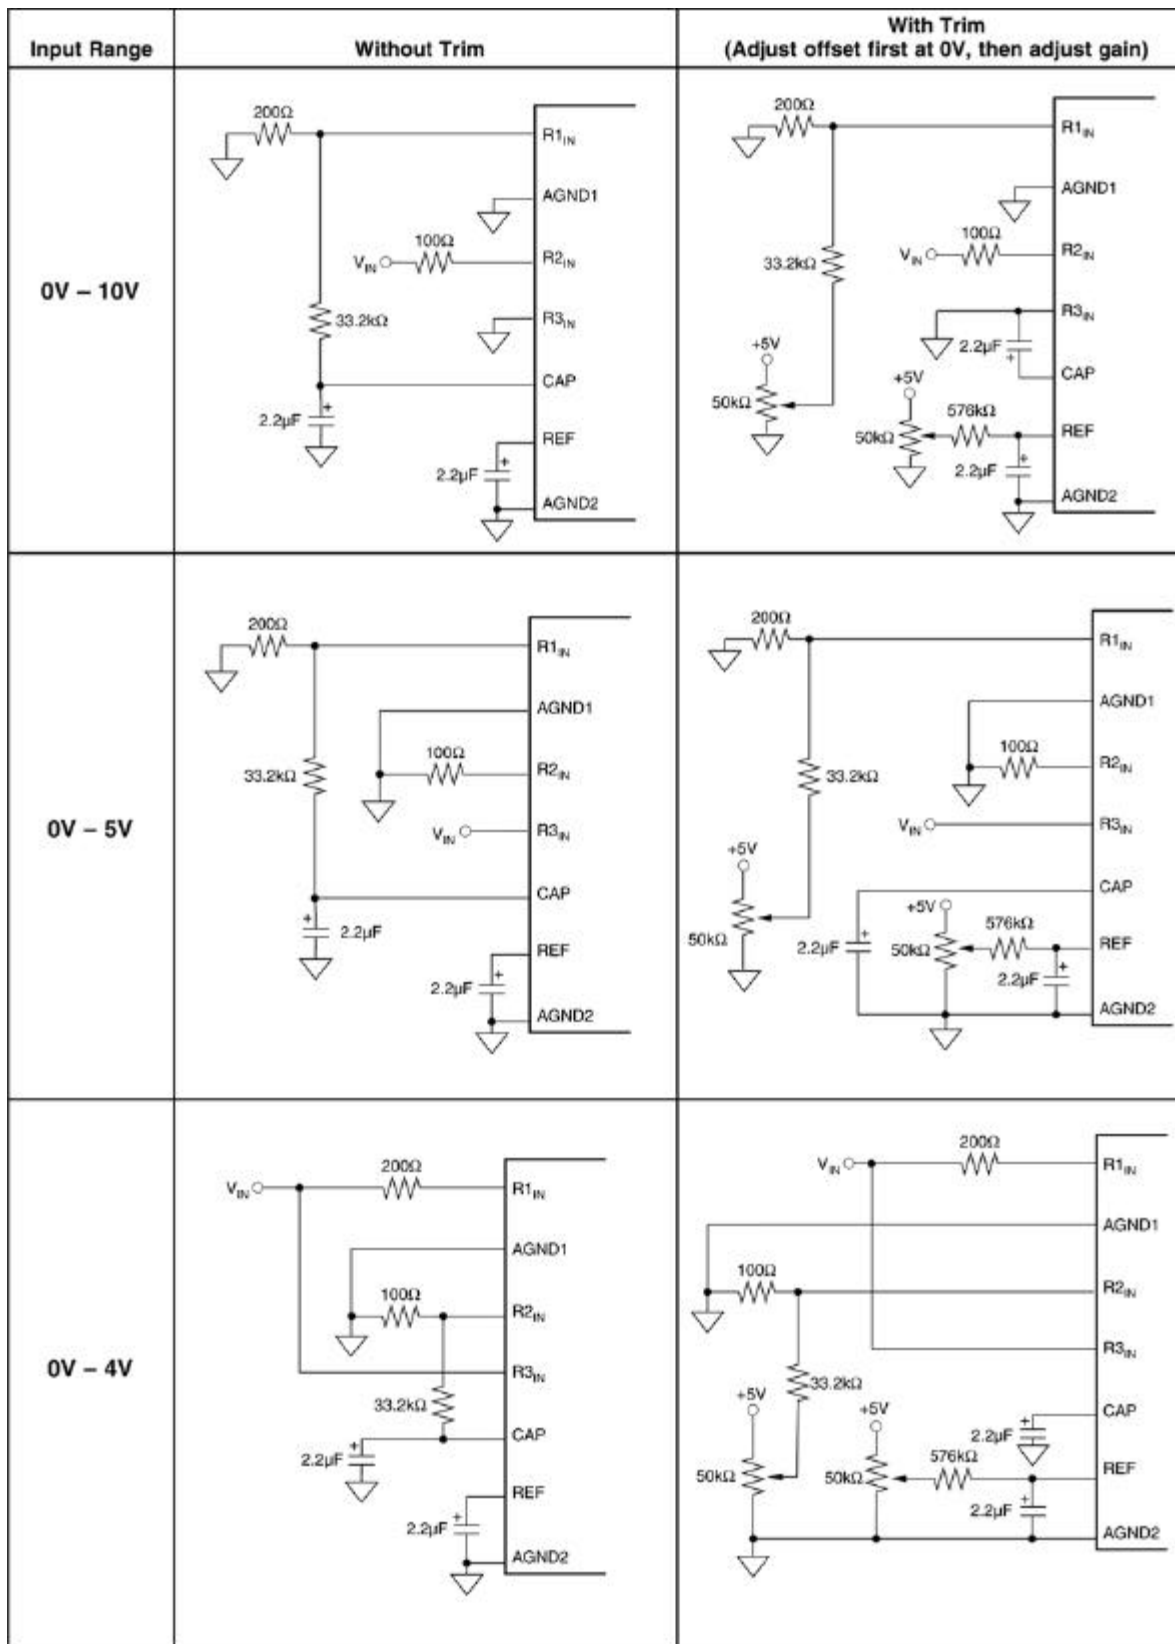 Input Range
Without Trim
With Trim
(Adjust offset first at 0V, then adjust gain)
0V – 10V
200Ω
R1IN
AGND1
100Ω
VIN
R2IN
R3IN
33.2kΩ
CAP
+
2.2µF
REF
+
2.2µF
AGND2
200Ω
R1IN
AGND1
100Ω
VIN
R2IN
33.2kΩ
R3IN
2.2µF
+
CAP
+5V
50kΩ
+5V
576kΩ
50kΩ
REF
+
2.2µF
AGND2
0V – 5V
200Ω
R1IN
AGND1
100Ω
R2IN
33.2kΩ
VIN
R3IN
CAP
+
2.2µF
REF
+
2.2µF
AGND2
200Ω
R1IN
AGND1
100Ω
R2IN
33.2kΩ
VIN
R3IN
+5V
50kΩ
CAP
+
2.2µF
+5V
576kΩ
50kΩ
REF
+
2.2µF
AGND2
0V – 4V
200Ω
VIN
R1IN
AGND1
100Ω
R2IN
R3IN
33.2kΩ
CAP
+
2.2µF
REF
+
2.2µF
AGND2
200Ω
VIN
R1IN
AGND1
100Ω
R2IN
R3IN
33.2kΩ
+5V
50kΩ
+5V
50kΩ
CAP
+
2.2µF
576kΩ
REF
+
2.2µF
AGND2